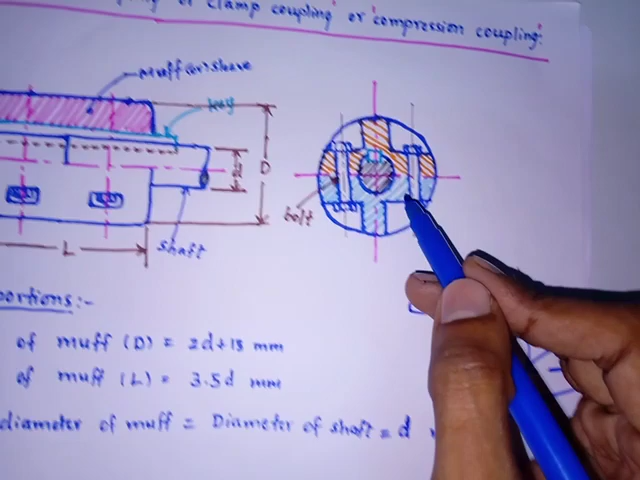 or clamp coupling or "compression coupling".
Muff (or) sleeve
key
d
D
bolt
L
shaft
portions :-
of muff (D) = 2d+13 mm
of muff (L) = 3.5d mm
diameter of muff = Diameter of shaft = d